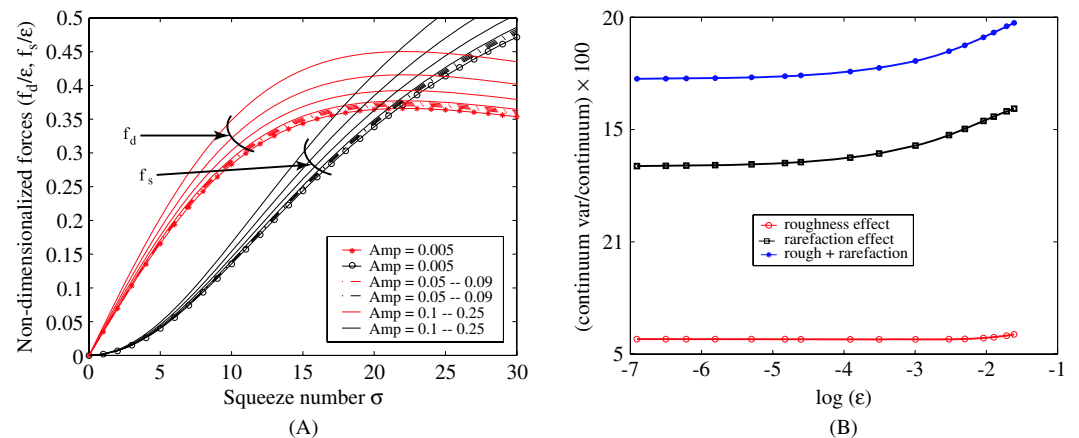 Non-dimensionalized forces (f_d/ε, f_s/ε)
0.5
0.45
0.4
0.35
0.3
0.25
0.2
0.15
0.1
0.05
0
f_d
f_s
Amp = 0.005
Amp = 0.005
Amp = 0.05 -- 0.09
Amp = 0.05 -- 0.09
Amp = 0.1 -- 0.25
Amp = 0.1 -- 0.25
0 5 10 15 20 25 30
Squeeze number σ
(A)
(continuum var/continuum) × 100
20
15
21
5
roughness effect
rarefaction effect
rough + rarefaction
-7 -6 -5 -4 -3 -2 -1
log (ε)
(B)